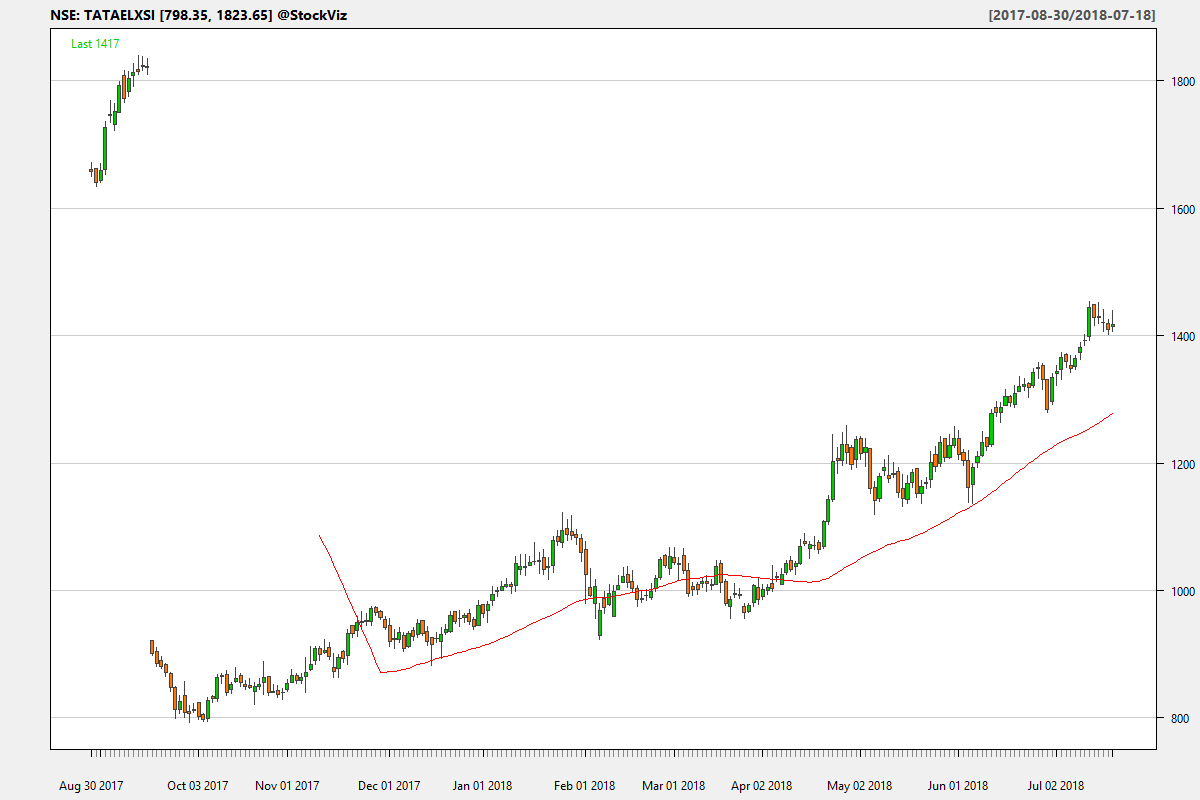 NSE: TATAELXSI [798.35, 1823.65] @StockViz [2017-08-30/2018-07-18]
Last 1417
1800
1600
1400
1200
1000
800
Aug 30 2017 Oct 03 2017 Nov 01 2017 Dec 01 2017 Jan 01 2018 Feb 01 2018 Mar 01 2018 Apr 02 2018 May 02 2018 Jun 01 2018 Jul 02 2018